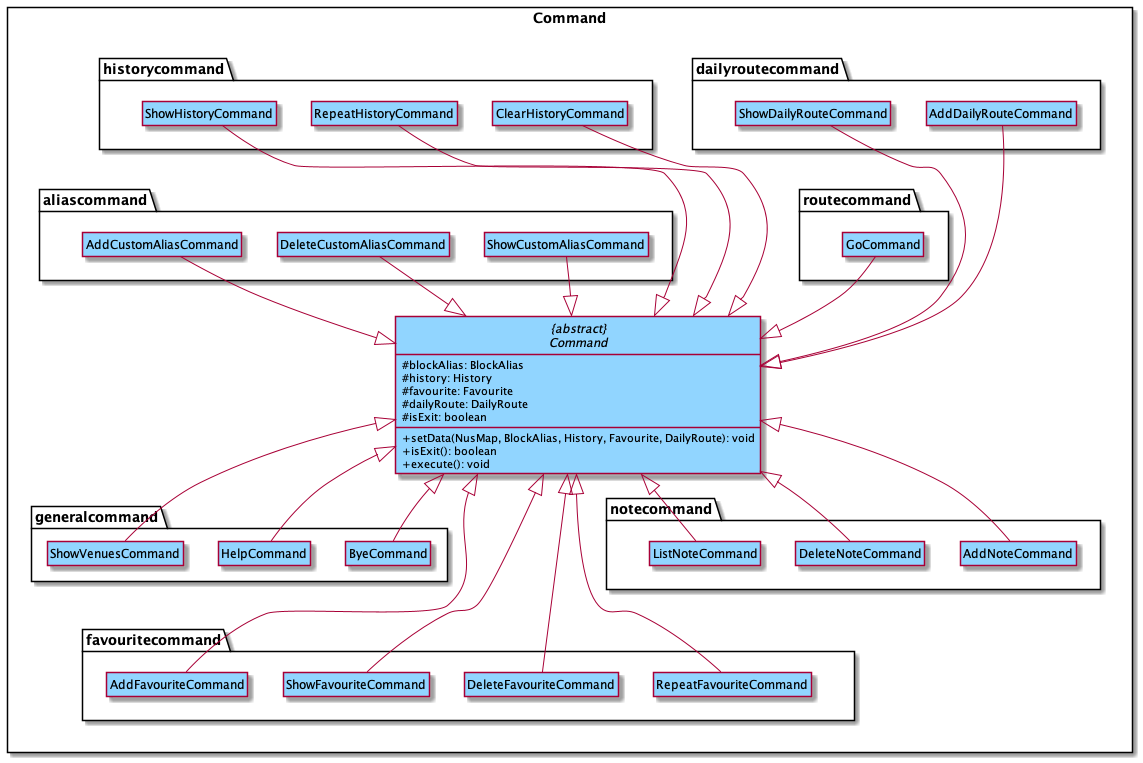 Command
historycommand
ShowHistoryCommand
RepeatHistoryCommand
ClearHistoryCommand
dailyroutecommand
ShowDailyRouteCommand
AddDailyRouteCommand
aliascommand
AddCustomAliasCommand
DeleteCustomAliasCommand
ShowCustomAliasCommand
routecommand
GoCommand
{abstract}
Command
#blockAlias: BlockAlias
#history: History
#favourite: Favourite
#dailyRoute: DailyRoute
#isExit: boolean
+setData(NusMap, BlockAlias, History, Favourite, DailyRoute): void
+isExit(): boolean
+execute(): void
generalcommand
ShowVenuesCommand
HelpCommand
ByeCommand
notecommand
ListNoteCommand
DeleteNoteCommand
AddNoteCommand
favouritecommand
AddFavouriteCommand
ShowFavouriteCommand
DeleteFavouriteCommand
RepeatFavouriteCommand